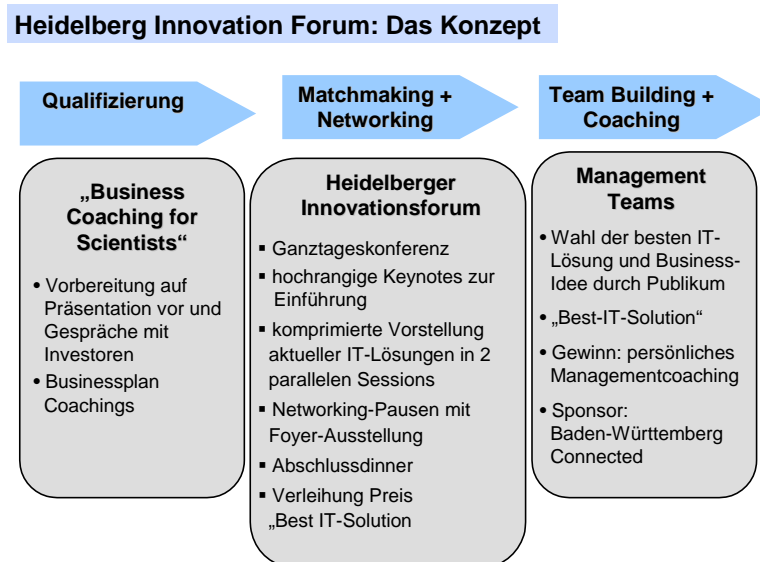 Heidelberg Innovation Forum: Das Konzept
Qualifizierung
Matchmaking +
Networking
Team Building +
Coaching
„Business
Coaching for
Scientists“
• Vorbereitung auf
Präsentation vor und
Gespräche mit
Investoren
• Businessplan
Coachings
Heidelberger
Innovationsforum
▪ Ganztageskonferenz
▪ hochrangige Keynotes zur
Einführung
▪ komprimierte Vorstellung
aktueller IT-Lösungen in 2
parallelen Sessions
▪ Networking-Pausen mit
Foyer-Ausstellung
▪ Abschlussdinner
▪ Verleihung Preis
„Best IT-Solution
Management
Teams
• Wahl der besten IT-
Lösung und Business-
Idee durch Publikum
• „Best-IT-Solution“
• Gewinn: persönliches
Managementcoaching
• Sponsor:
Baden-Württemberg
Connected